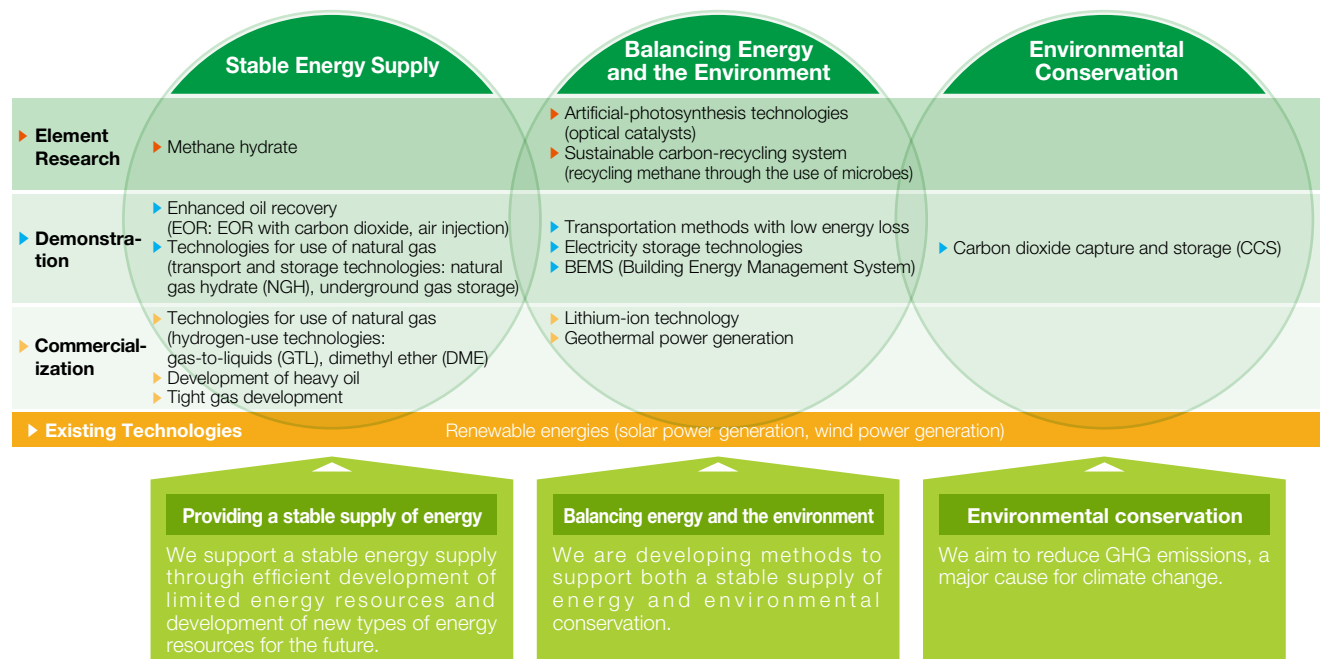 Stable Energy Supply
Balancing Energy
and the Environment
Environmental
Conservation
Element
Research
Methane hydrate
Artificial-photosynthesis technologies
(optical catalysts)
Sustainable carbon-recycling system
(recycling methane through the use of microbes)
Demonstra-
tion
Enhanced oil recovery
(EOR: EOR with carbon dioxide, air injection)
Technologies for use of natural gas
(transport and storage technologies: natural
gas hydrate (NGH), underground gas storage)
Transportation methods with low energy loss
Electricity storage technologies
BEMS (Building Energy Management System)
Carbon dioxide capture and storage (CCS)
Commercial-
ization
Technologies for use of natural gas
(hydrogen-use technologies:
gas-to-liquids (GTL), dimethyl ether (DME)
Development of heavy oil
Tight gas development
Lithium-ion technology
Geothermal power generation
Existing Technologies
Renewable energies (solar power generation, wind power generation)
Providing a stable supply of energy
We support a stable energy supply
through efficient development of
limited energy resources and
development of new types of energy
resources for the future.
Balancing energy and the environment
We are developing methods to
support both a stable supply of
energy and environmental
conservation.
Environmental conservation
We aim to reduce GHG emissions, a
major cause for climate change.